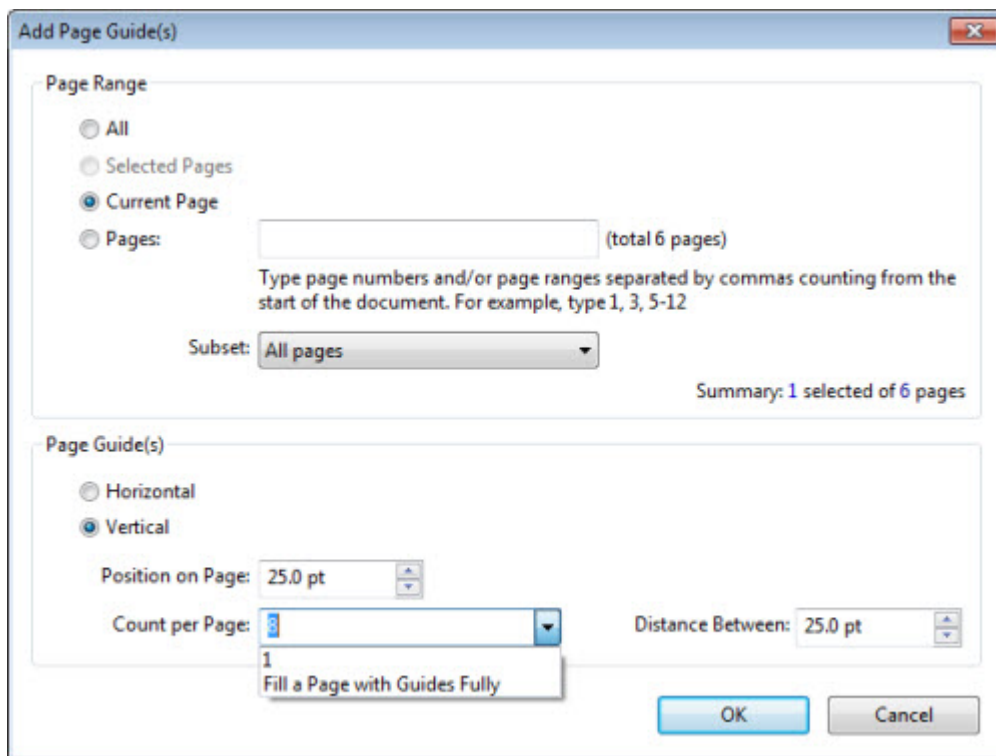 Add Page Guide(s)
Page Range
All
Selected Pages
Current Page
Pages: (total 6 pages)
Type page numbers and/or page ranges separated by commas counting from the
start of the document. For example, type 1, 3, 5-12
Subset: All pages
Summary: 1 selected of 6 pages
Page Guide(s)
Horizontal
Vertical
Position on Page: 25.0 pt
Count per Page: 8 Distance Between: 25.0 pt
1
Fill a Page with Guides Fully
OK Cancel